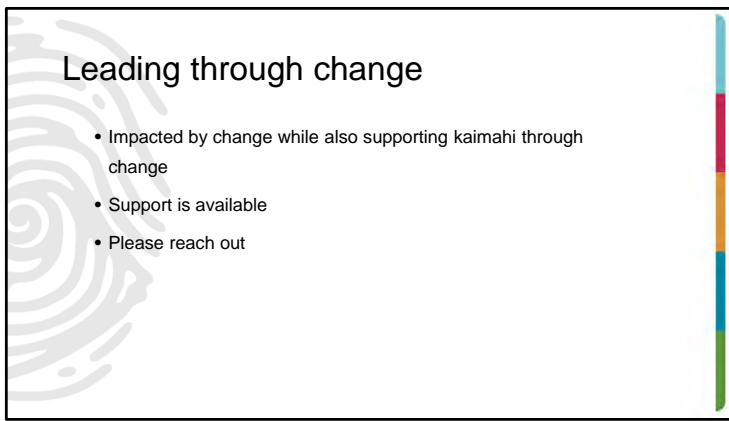 Leading through change
• Impacted by change while also supporting kaimahi through
change
• Support is available
• Please reach out